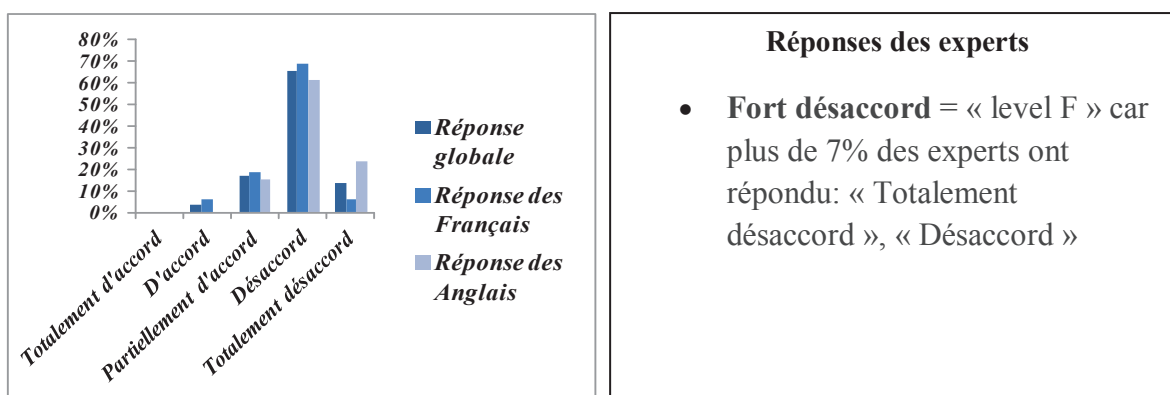 80%
70%
60%
50%
40%
30%
20%
10%
0%
Totalement d'accord
D'accord
Partiellement d'accord
Désaccord
Totalement désaccord
Réponse
globale
Réponse des
Français
Réponse des
Anglais
Réponses des experts
• Fort désaccord = « level F » car
plus de 7% des experts ont
répondu: « Totalement
désaccord », « Désaccord »